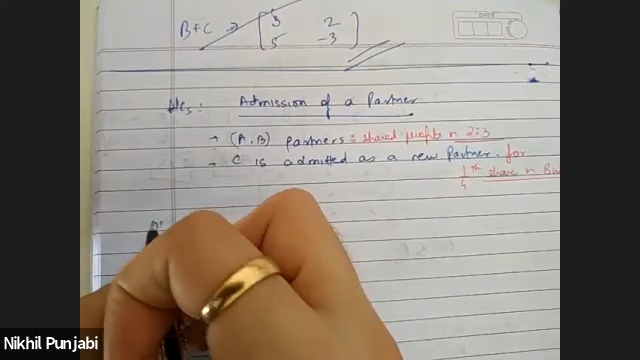 B+C → [ 3 2
5 -3 ]
A/Cs: Admission of a Partner
→ (A,B) partners: shared profits in 2:3
→ C is admitted as a new Partner. for
1/4 th share in
Nikhil Punjabi